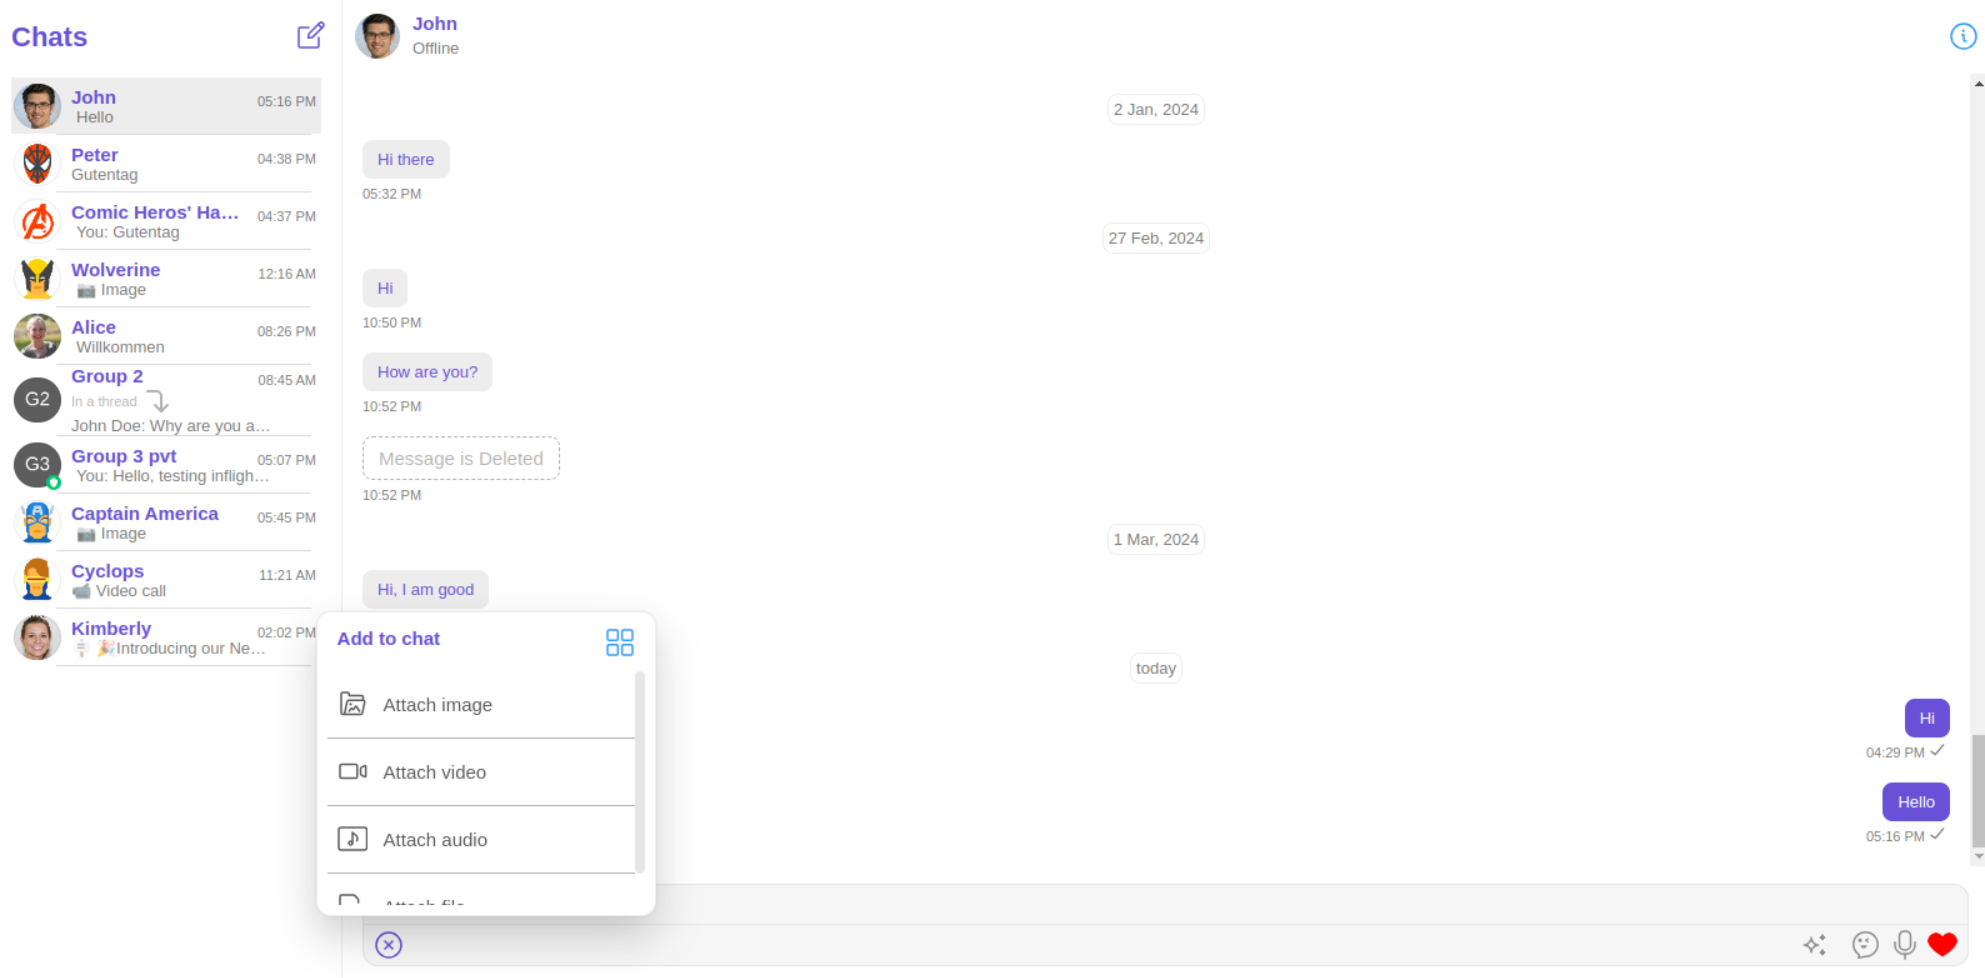 Chats
John
05:16 PM
Hello
Peter
04:38 PM
Gutentag
Comic Heros' Ha...
04:37 PM
You: Gutentag
Wolverine
12:16 AM
Image
Alice
08:26 PM
Willkommen
G2
Group 2
08:45 AM
In a thread
John Doe: Why are you a...
G3
Group 3 pvt
05:07 PM
You: Hello, testing infligh...
Captain America
05:45 PM
Image
Cyclops
11:21 AM
Video call
Kimberly
02:02 PM
Introducing our Ne...
John
Offline
2 Jan, 2024
Hi there
05:32 PM
27 Feb, 2024
Hi
10:50 PM
How are you?
10:52 PM
Message is Deleted
10:52 PM
1 Mar, 2024
Hi, I am good
today
Hi
04:29 PM
Hello
05:16 PM
Add to chat
Attach image
Attach video
Attach audio
Attach file